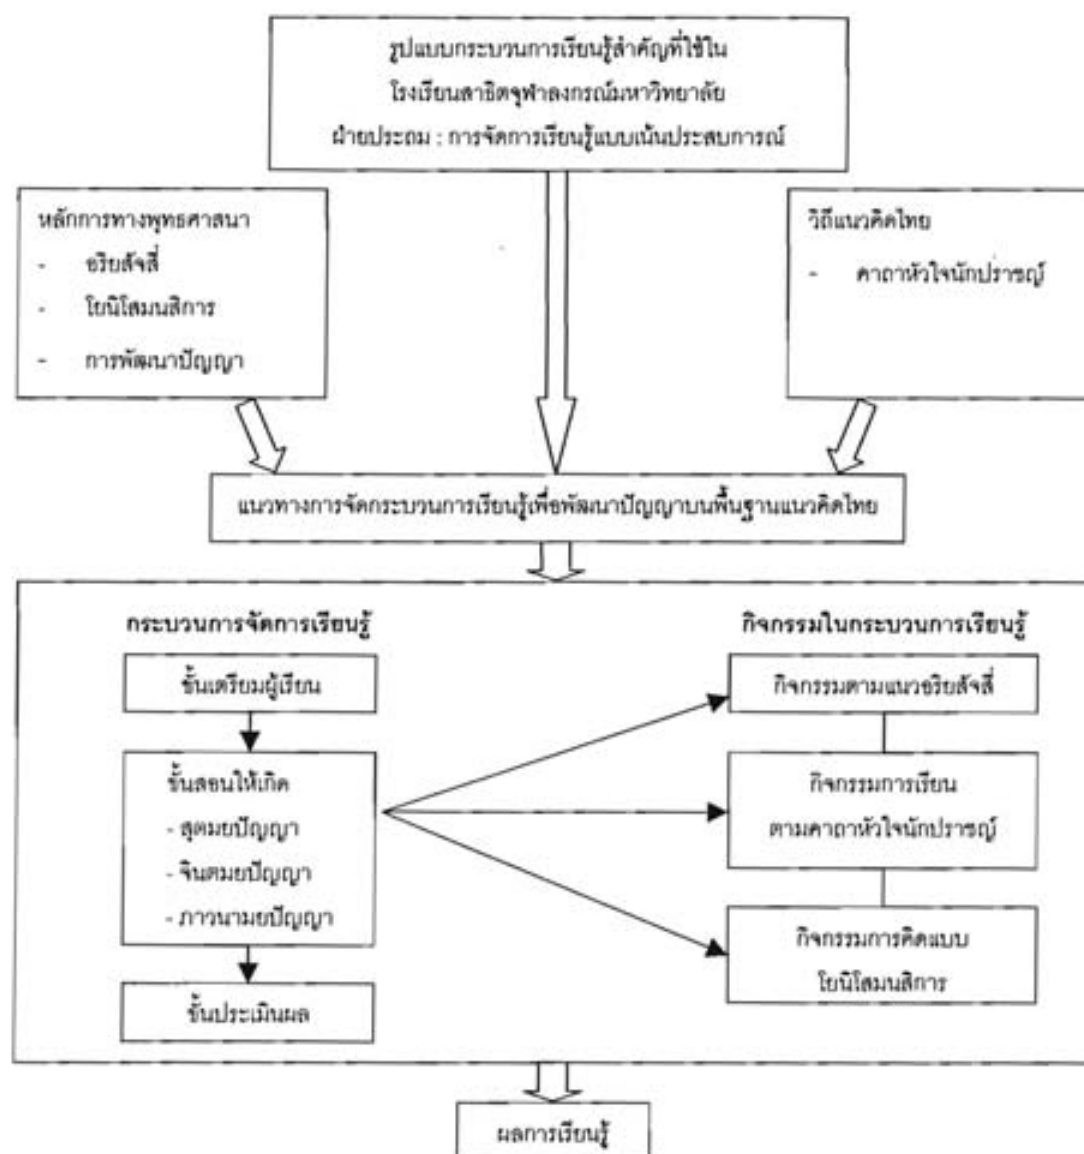 รูปแบบกระบวนการเรียนรู้สำคัญที่ใช้ใน
โรงเรียนสาธิตจุฬาลงกรณ์มหาวิทยาลัย
ฝ่ายประถม : การจัดการเรียนรู้แบบเน้นประสบการณ์
หลักการทางพุทธศาสนา
- อริยสัจสี่
- โยนิโสมนสิการ
- การพัฒนาปัญญา
วิถีแนวคิดไทย
- คาถาหัวใจนักปราชญ์
แนวทางการจัดกระบวนการเรียนรู้เพื่อพัฒนาปัญญาบนพื้นฐานแนวคิดไทย
กระบวนการจัดการเรียนรู้
ขั้นเตรียมผู้เรียน
ขั้นสอนให้เกิด
- สุตมยปัญญา
- จินตมยปัญญา
- ภาวนามยปัญญา
ขั้นประเมินผล
กิจกรรมในกระบวนการเรียนรู้
กิจกรรมตามแนวอริยสัจสี่
กิจกรรมการเรียน
ตามคาถาหัวใจนักปราชญ์
กิจกรรมการคิดแบบ
โยนิโสมนสิการ
ผลการเรียนรู้